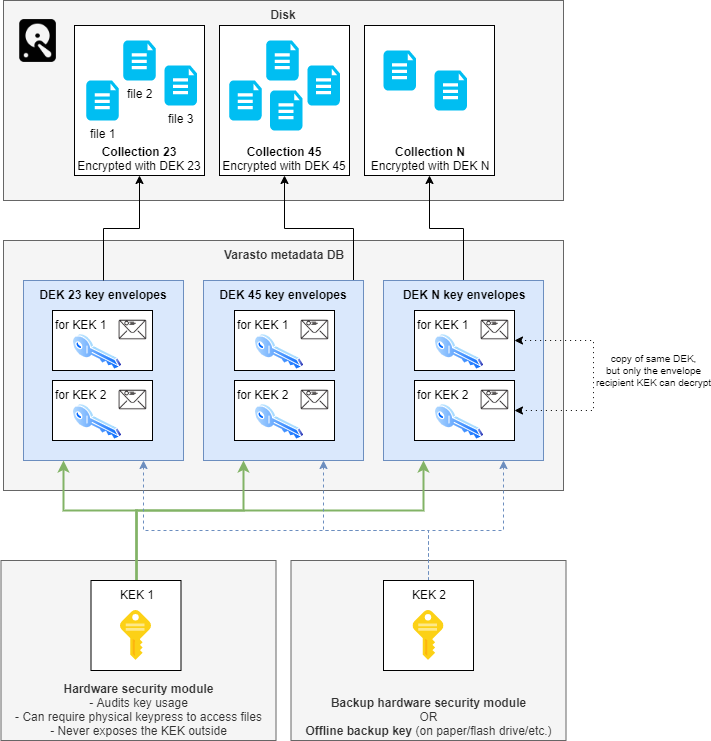 Disk
file 1
file 2
file 3
Collection 23
Encrypted with DEK 23
Collection 45
Encrypted with DEK 45
Collection N
Encrypted with DEK N
Varasto metadata DB
DEK 23 key envelopes
for KEK 1
for KEK 2
DEK 45 key envelopes
for KEK 1
for KEK 2
DEK N key envelopes
for KEK 1
for KEK 2
copy of same DEK,
but only the envelope
recipient KEK can decrypt
KEK 1
Hardware security module
- Audits key usage
- Can require physical keypress to access files
- Never exposes the KEK outside
KEK 2
Backup hardware security module
OR
Offline backup key (on paper/flash drive/etc.)